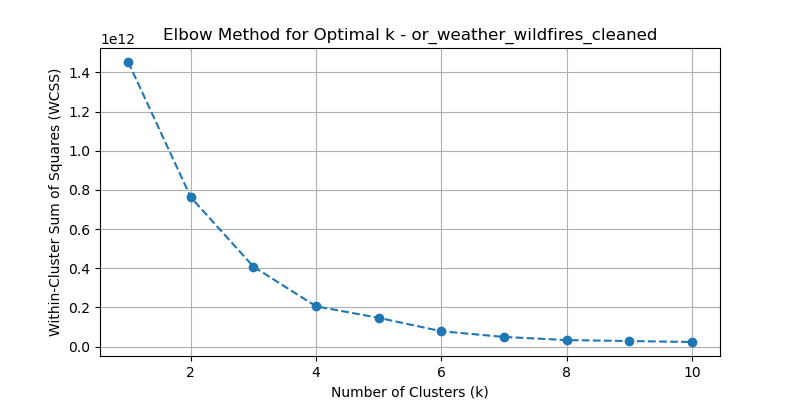 Elbow Method for Optimal k - or_weather_wildfires_cleaned
1e12
Within-Cluster Sum of Squares (WCSS)
1.4
1.2
1.0
0.8
0.6
0.4
0.2
0.0
2 4 6 8 10
Number of Clusters (k)